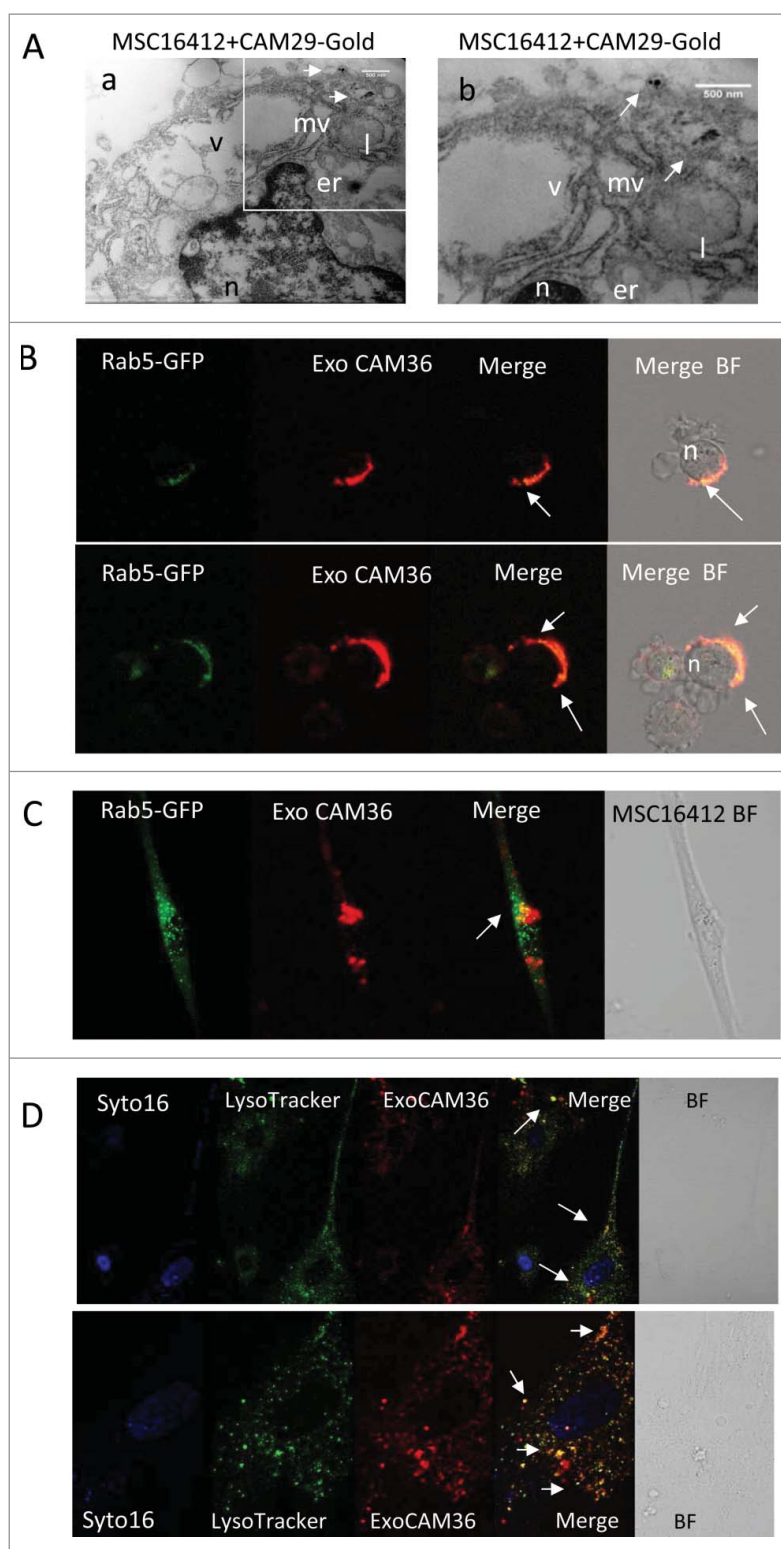 A
MSC16412+CAM29-Gold
MSC16412+CAM29-Gold
a
500 nm
v
mv
l
er
n
b
500 nm
v
mv
l
n
er
B
Rab5-GFP
Exo CAM36
Merge
Merge BF
n
Rab5-GFP
Exo CAM36
Merge
Merge BF
n
C
Rab5-GFP
Exo CAM36
Merge
MSC16412 BF
D
Syto16
LysoTracker
ExoCAM36
Merge
BF
Syto16
LysoTracker
ExoCAM36
Merge
BF